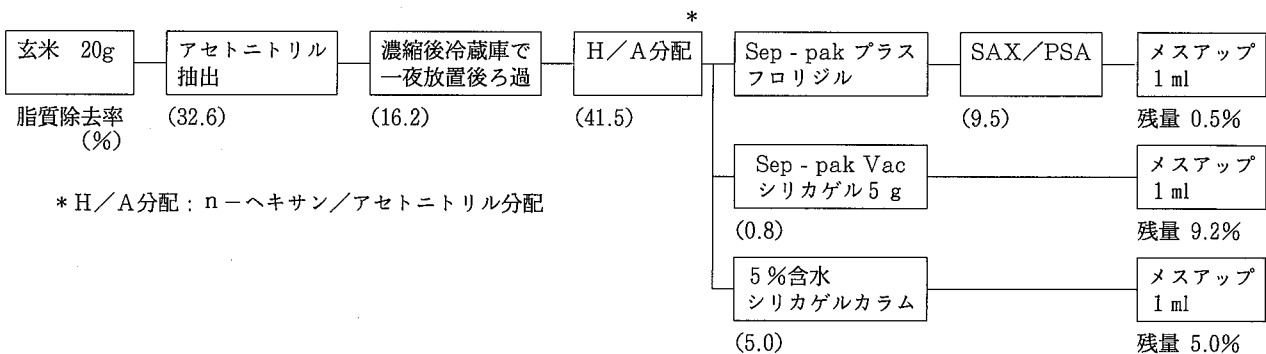 *
玄米 20g
アセトニトリル
抽出
濃縮後冷蔵庫で
一夜放置後ろ過
H／A分配
Sep - pak プラス
フロリジル
SAX／PSA
メスアップ
1 ml
脂質除去率
(%)
(32.6)
(16.2)
(41.5)
(9.5)
残量 0.5%
Sep - pak Vac
シリカゲル5 g
メスアップ
1 ml
(0.8)
残量 9.2%
*H／A分配：n－ヘキサン／アセトニトリル分配
5 %含水
シリカゲルカラム
メスアップ
1 ml
(5.0)
残量 5.0%